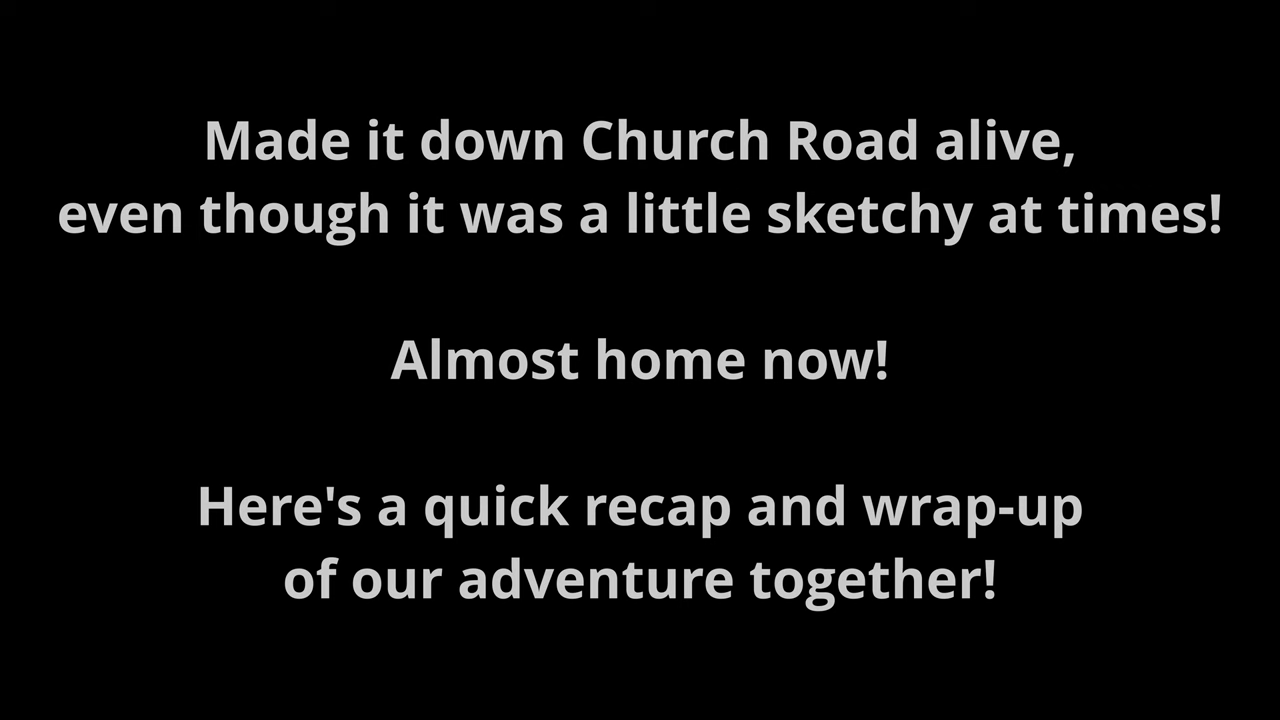 Made it down Church Road alive,
even though it was a little sketchy at times!
Almost home now!
Here's a quick recap and wrap-up
of our adventure together!